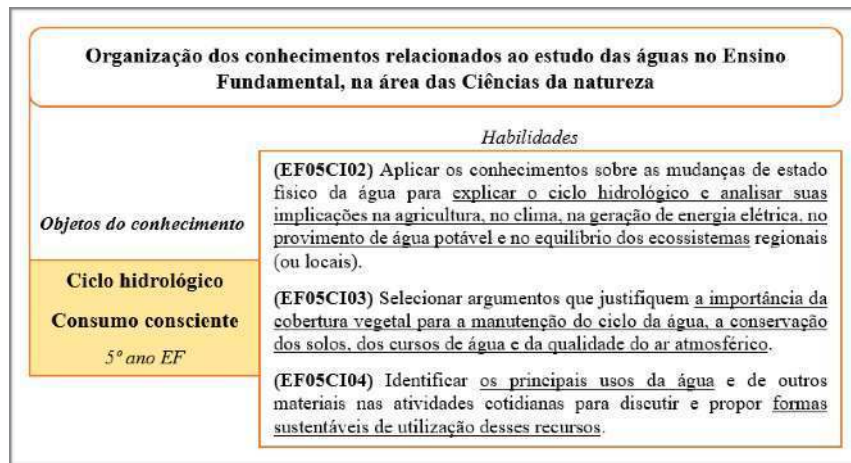 Organização dos conhecimentos relacionados ao estudo das águas no Ensino
Fundamental, na área das Ciências da natureza
Habilidades
Objetos do conhecimento
Ciclo hidrológico
Consumo consciente
5º ano EF
(EF05CI02) Aplicar os conhecimentos sobre as mudanças de estado
físico da água para explicar o ciclo hidrológico e analisar suas
implicações na agricultura, no clima, na geração de energia elétrica, no
provimento de água potável e no equilíbrio dos ecossistemas regionais
(ou locais).
(EF05CI03) Selecionar argumentos que justifiquem a importância da
cobertura vegetal para a manutenção do ciclo da água, a conservação
dos solos, dos cursos de água e da qualidade do ar atmosférico.
(EF05CI04) Identificar os principais usos da água e de outros
materiais nas atividades cotidianas para discutir e propor formas
sustentáveis de utilização desses recursos.